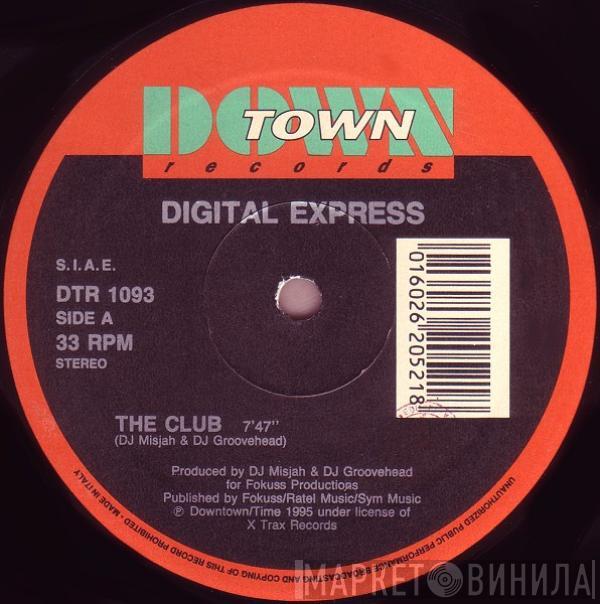 DOWN
TOWN
records
DIGITAL EXPRESS
S.I.A.E.
DTR 1093
SIDE A
33 RPM
STEREO
016026 205218
THE CLUB 7'47"
(DJ Misjah & DJ Groovehead)
Produced by DJ Misjah & DJ Groovehead
for Fokuss Productions
Published by Fokuss/Ratel Music/Sym Music
℗ Downtown/Time 1995 under license of
X Trax Records
UNAUTHORIZED PUBLIC PERFORMANCE BROADCASTING AND COPYING OF THIS RECORD PROHIBITED - MADE IN ITALY
МАРКЕТ ВИНИЛА